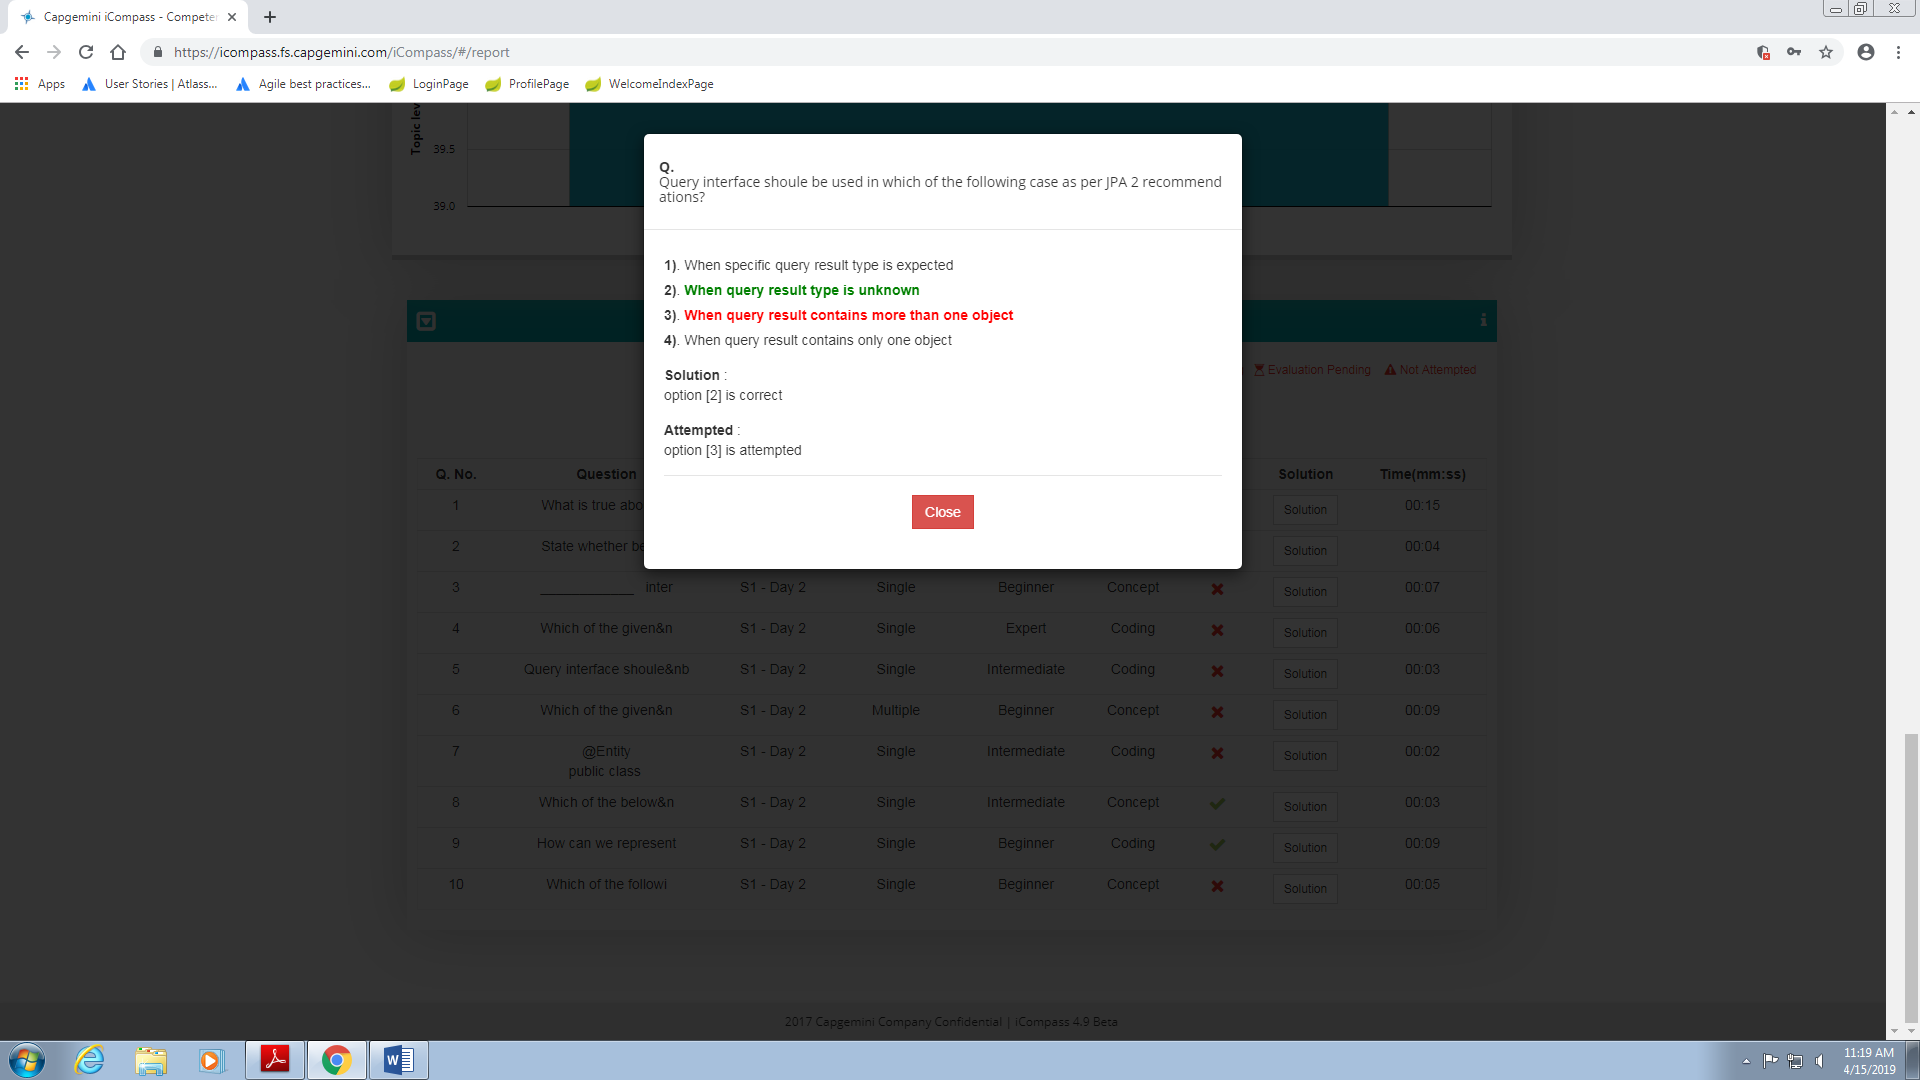 Capgemini iCompass - Competer
https://icompass.fs.capgemini.com/iCompass/#/report
Apps
User Stories | Atlass...
Agile best practices...
LoginPage
ProfilePage
WelcomeIndexPage
Topic lev
39.5
39.0
Q.
Query interface shoule be used in which of the following case as per JPA 2 recommend
ations?
1). When specific query result type is expected
2). When query result type is unknown
3). When query result contains more than one object
4). When query result contains only one object
Solution :
option [2] is correct
Attempted :
option [3] is attempted
Close
Evaluation Pending Not Attempted
Q. No. Question Solution Time(mm:ss)
1 What is true abo Solution 00:15
2 State whether be Solution 00:04
3 ____________ inter S1 - Day 2 Single Beginner Concept Solution 00:07
4 Which of the given&n S1 - Day 2 Single Expert Coding Solution 00:06
5 Query interface shoule&nb S1 - Day 2 Single Intermediate Coding Solution 00:03
6 Which of the given&n S1 - Day 2 Multiple Beginner Concept Solution 00:09
7 @Entity S1 - Day 2 Single Intermediate Coding Solution 00:02
public class
8 Which of the below&n S1 - Day 2 Single Intermediate Concept Solution 00:03
9 How can we represent S1 - Day 2 Single Beginner Coding Solution 00:09
10 Which of the followi S1 - Day 2 Single Beginner Concept Solution 00:05
2017 Capgemini Company Confidential | iCompass 4.9 Beta
11:19 AM
4/15/2019